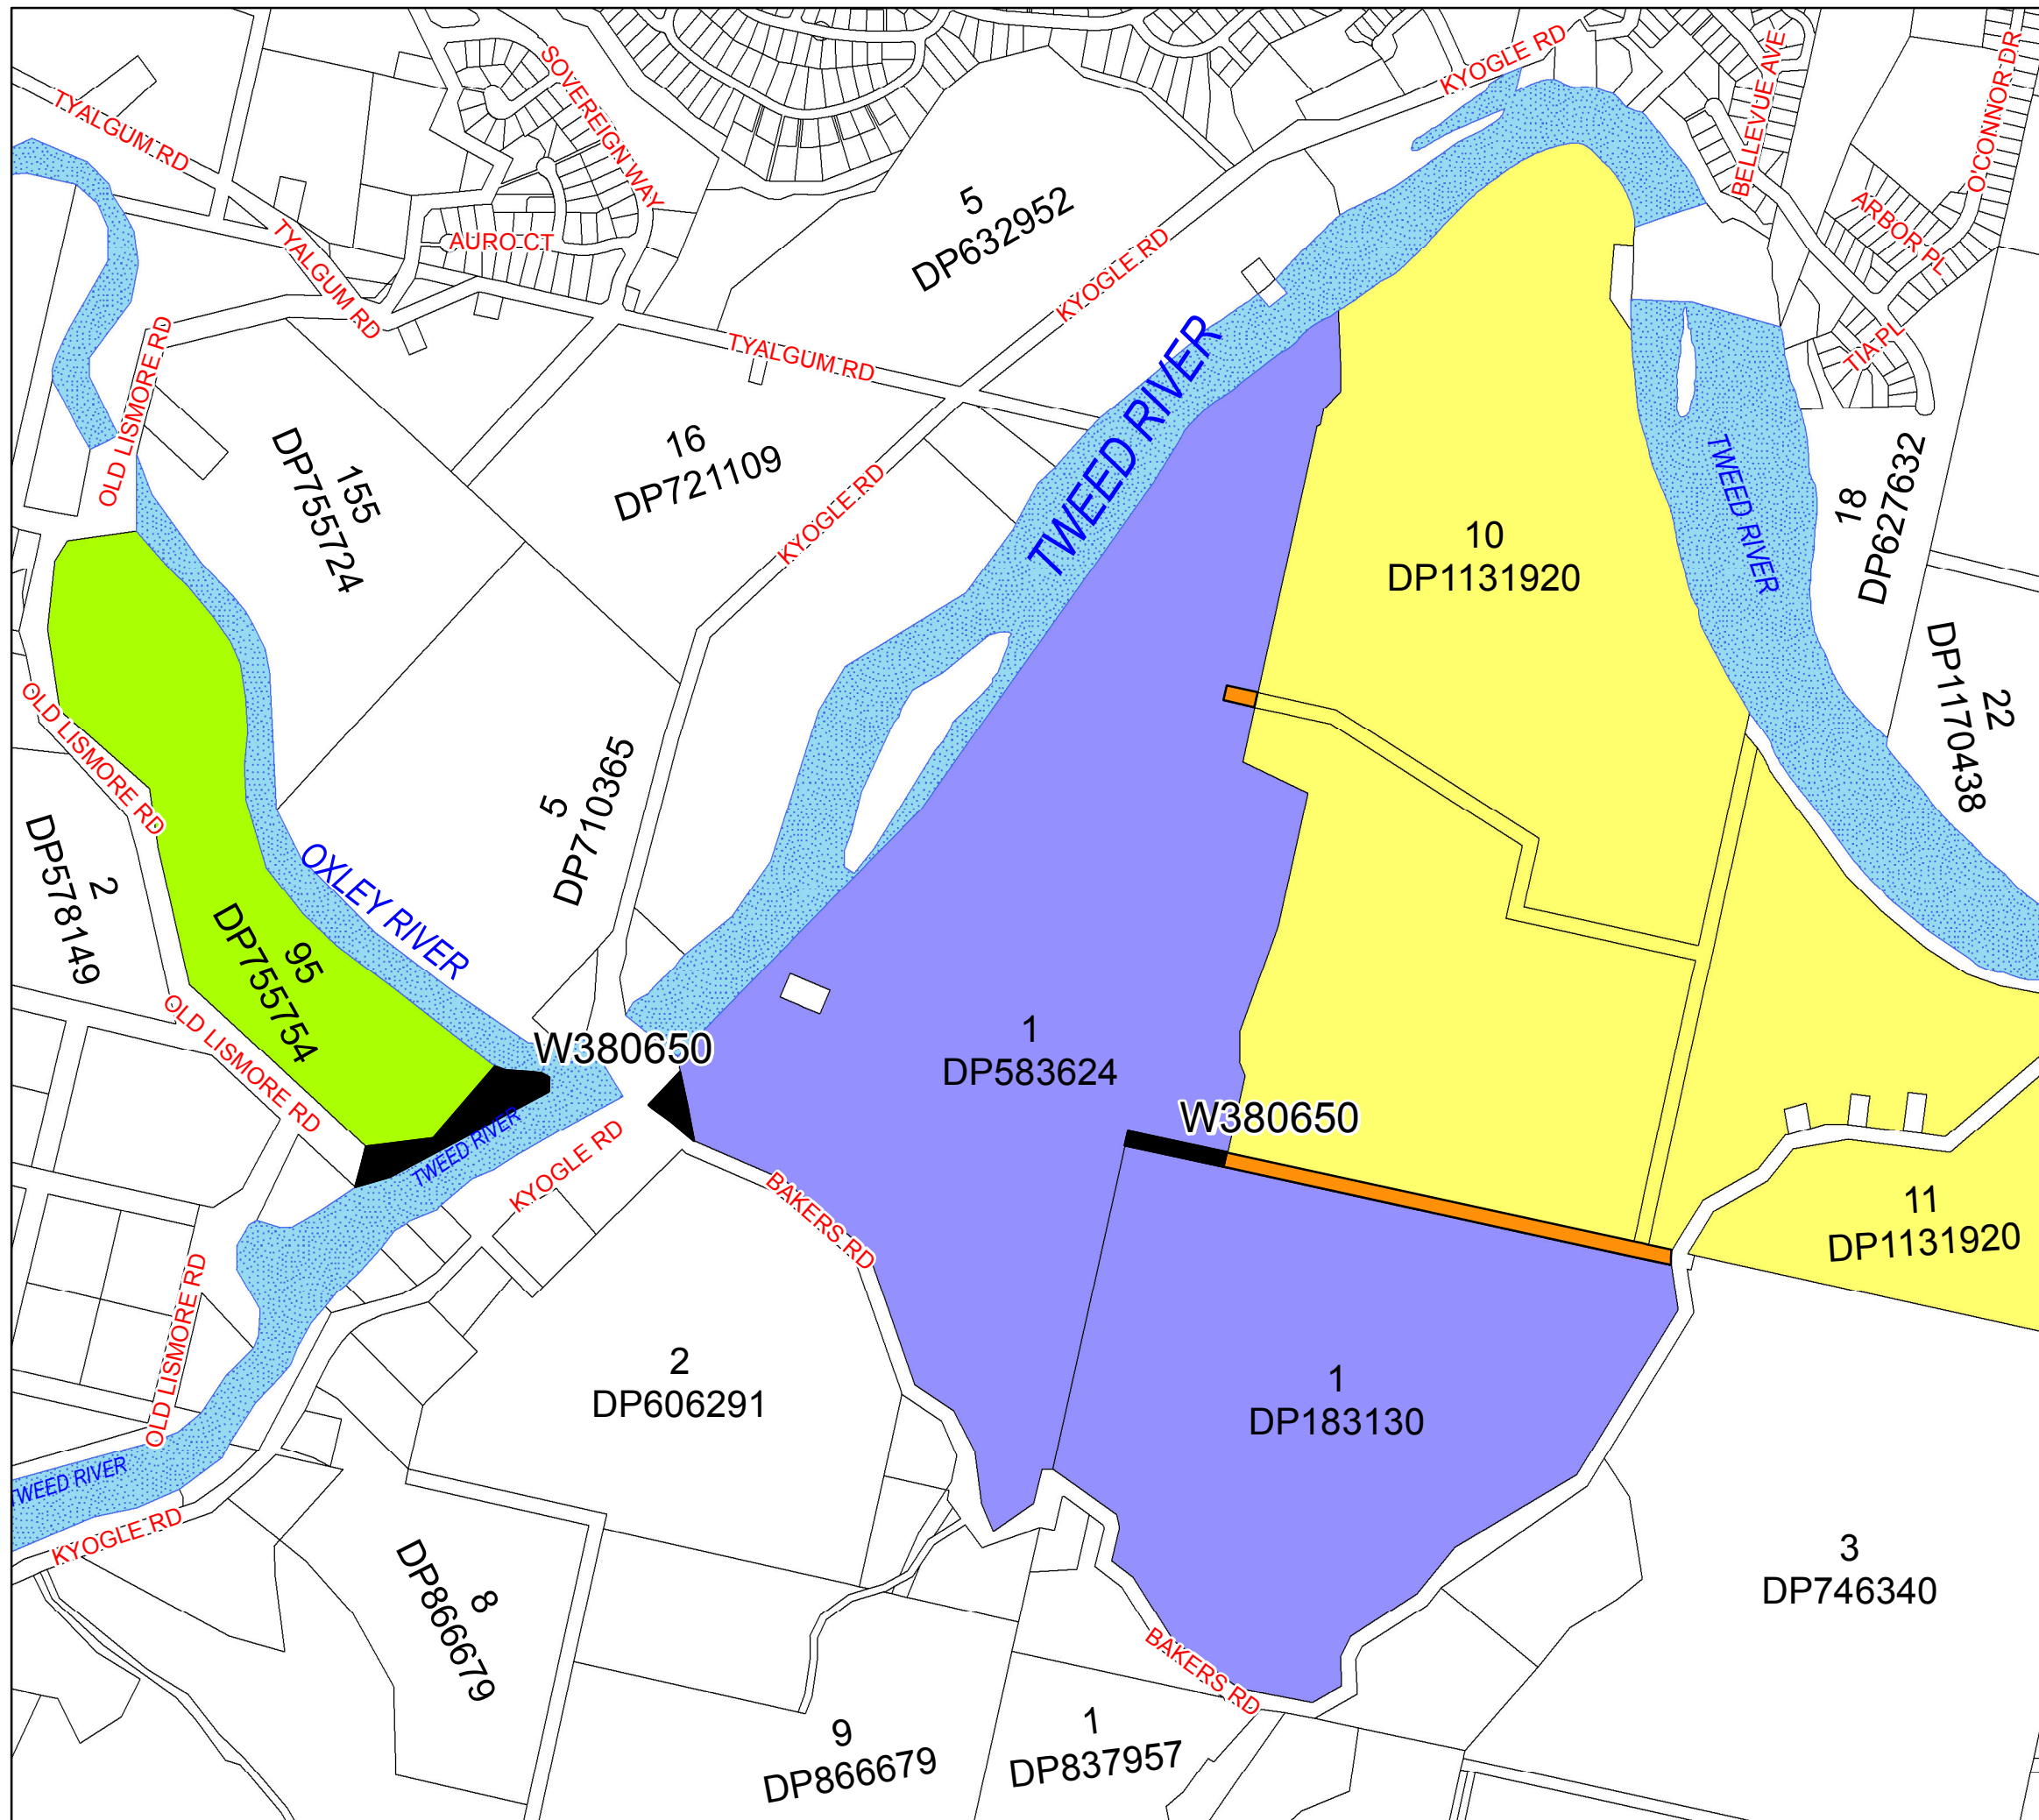 SOVEREIGN WAY
KYOGLE RD
BELLEVUE AVE
O'CONNOR DR
TYALGUM RD
5
DP632952
ARBOR PL
AURO CT
TYALGUM RD
KYOGLE RD
TIA PL
OLD LISMORE RD
TYALGUM RD
TWEED RIVER
155
DP755724
16
DP721109
KYOGLE RD
10
DP1131920
TWEED RIVER
18
DP627632
22
DP1170438
OLD LISMORE RD
5
DP710365
2
DP578149
OXLEY RIVER
95
DP755754
OLD LISMORE RD
W380650
1
DP583624
W380650
TWEED RIVER
KYOGLE RD
BAKERS RD
11
DP1131920
OLD LISMORE RD
2
DP606291
1
DP183130
TWEED RIVER
KYOGLE RD
8
DP866679
3
DP746340
BAKERS RD
9
DP866679
1
DP837957